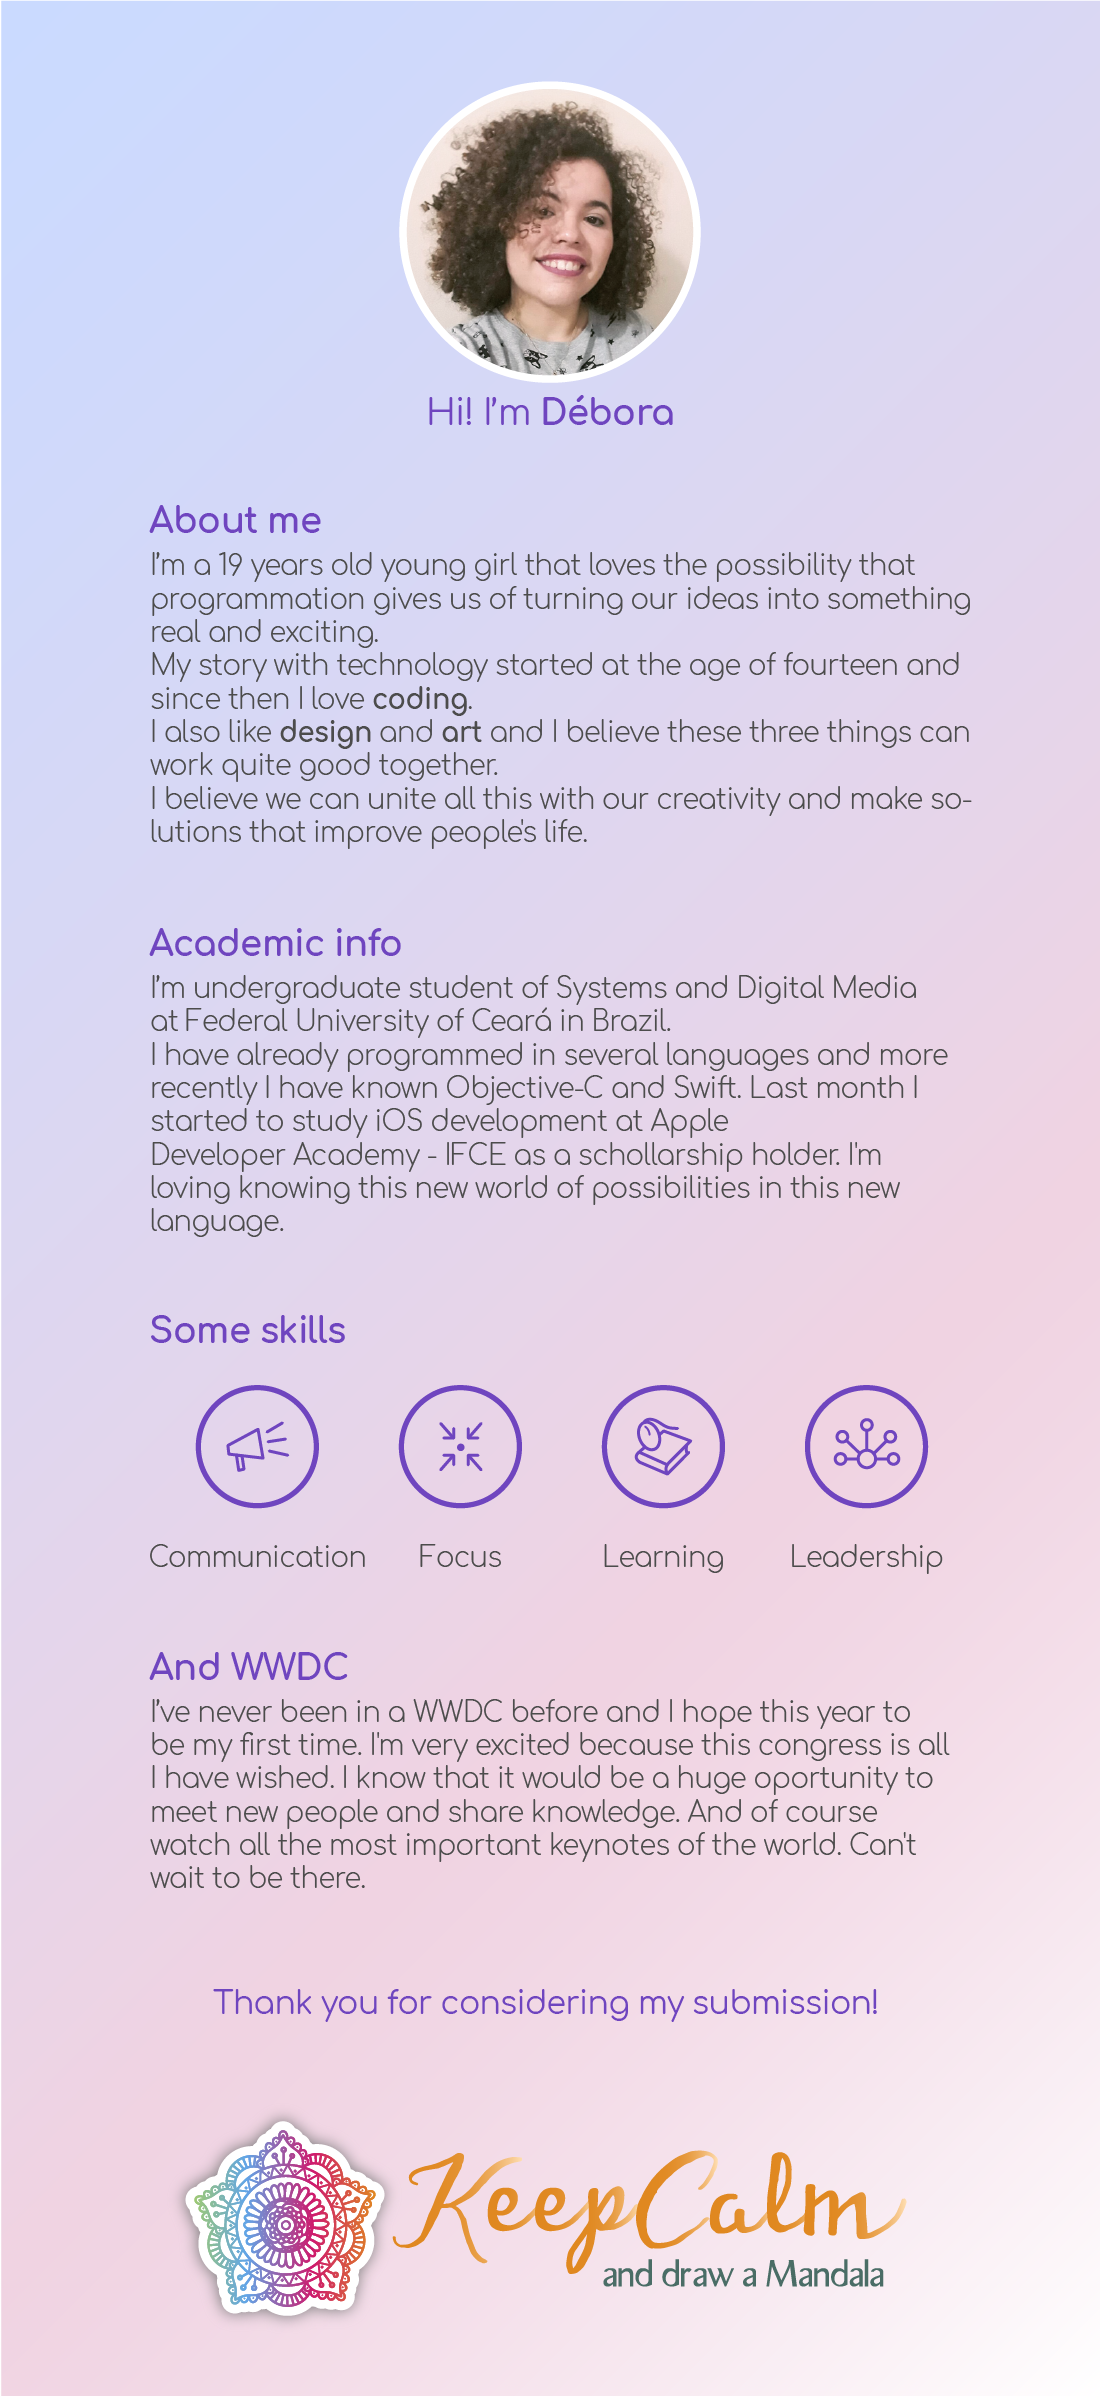 Hi! I'm Débora
About me
I'm a 19 years old young girl that loves the possibility that
programmation gives us of turning our ideas into something
real and exciting.
My story with technology started at the age of fourteen and
since then I love coding.
I also like design and art and I believe these three things can
work quite good together.
I believe we can unite all this with our creativity and make so-
lutions that improve people's life.
Academic info
I'm undergraduate student of Systems and Digital Media
at Federal University of Ceará in Brazil.
I have already programmed in several languages and more
recently I have known Objective-C and Swift. Last month I
started to study iOS development at Apple
Developer Academy - IFCE as a schollarship holder. I'm
loving knowing this new world of possibilities in this new
language.
Some skills
Communication Focus Learning Leadership
And WWDC
I've never been in a WWDC before and I hope this year to
be my first time. I'm very excited because this congress is all
I have wished. I know that it would be a huge oportunity to
meet new people and share knowledge. And of course
watch all the most important keynotes of the world. Can't
wait to be there.
Thank you for considering my submission!
Keep Calm
and draw a Mandala